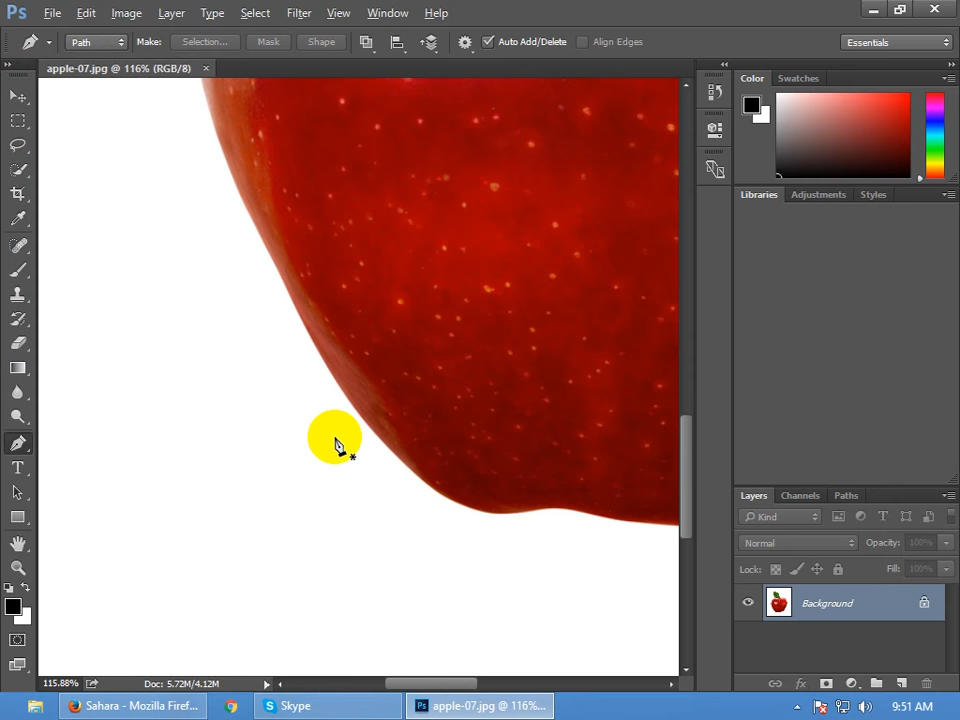 Ps File Edit Image Layer Type Select Filter View Window Help
Path Make: Selection... Mask Shape Auto Add/Delete Align Edges Essentials
apple-07.jpg @ 116% (RGB/8) ×
Color Swatches
Libraries Adjustments Styles
T
Layers Channels Paths
Kind T
Normal Opacity: 100%
Lock: Fill: 100%
Background
fx
115.88% Doc: 5.72M/4.12M
Sahara - Mozilla Firef... Skype Ps apple-07.jpg @ 116%... 9:51 AM